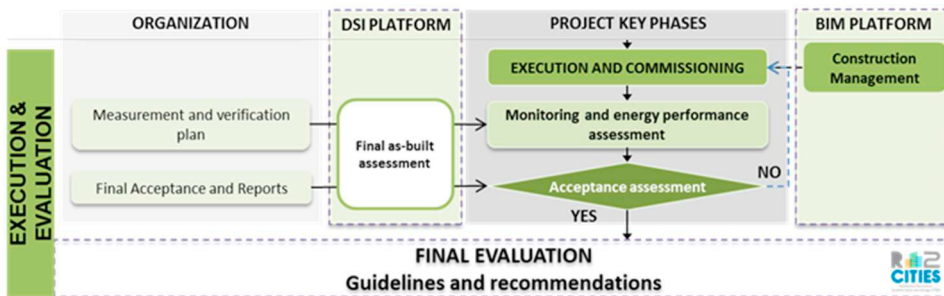 ORGANIZATION
DSI PLATFORM
PROJECT KEY PHASES
BIM PLATFORM
EXECUTION &
EVALUATION
EXECUTION AND COMMISSIONING
Construction
Management
Measurement and verification
plan
Final as-built
assessment
Monitoring and energy performance
assessment
Final Acceptance and Reports
Acceptance assessment
NO
YES
FINAL EVALUATION
Guidelines and recommendations
R2
CITIES